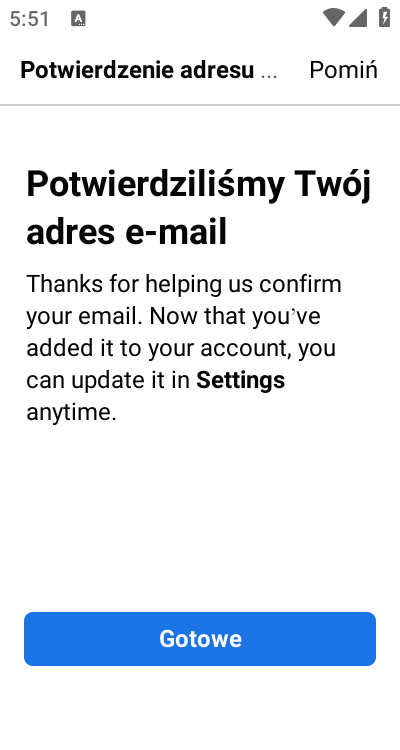 5:51
A
Potwierdzenie adresu ... Pomiń
Potwierdziliśmy Twój
adres e-mail
Thanks for helping us confirm
your email. Now that you've
added it to your account, you
can update it in Settings
anytime.
Gotowe